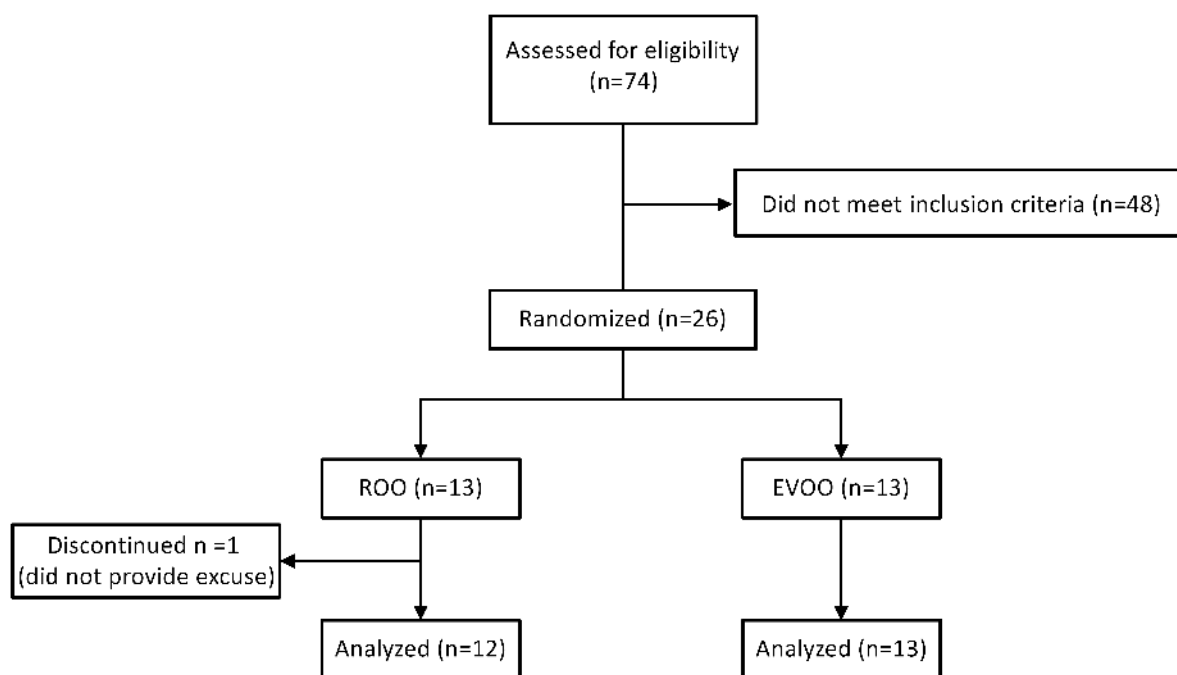 Assessed for eligibility
(n=74)
Did not meet inclusion criteria (n=48)
Randomized (n=26)
ROO (n=13)
EVOO (n=13)
Discontinued n =1
(did not provide excuse)
Analyzed (n=12)
Analyzed (n=13)